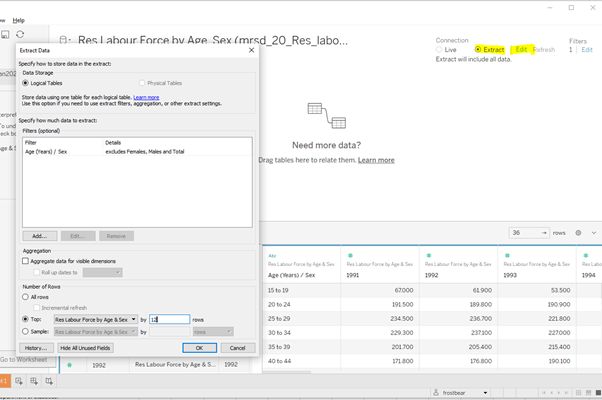 ow Help
Res Labour Force by Age_Sex (mrsd_20_Res_labo...
Connection
Live
Extract
Edit
Refresh
Extract will include all data.
Filters
1
Edit
Extract Data
Specify how to store data in the extract:
Data Storage
Logical Tables
Physical Tables
Store data using one table for each logical table. Learn more
Use this option if you need to use extract filters, aggregation, or other extract settings.
Specify how much data to extract:
Filters (optional)
Filter
Details
Age (Years) / Sex
excludes Females, Males and Total
Add...
Edit...
Remove
Aggregation
Aggregate data for visible dimensions
Roll up dates to
Number of Rows
All rows
Incremental refresh
Top:
Res Labour Force by Age & Sex
by
12
rows
Sample:
Res Labour Force by Age & Sex
by
rows
History...
Hide All Unused Fields
OK
Cancel
Need more data?
Drag tables here to relate them. Learn more
36
rows
Abc
Res Labour Force by Age & Sex
Age (Years) / Sex
Res Labour Force by Age & Sex
1991
Res Labour Force by Age & Sex
1992
Res Labour Force by Age & Sex
1993
Res Labour
1994
15 to 19 67.000 61.900 53.500
20 to 24 191.500 189.800 190.900
25 to 29 234.500 236.700 221.800
30 to 34 229.300 237.100 227.000
35 to 39 201.700 205.400 215.400
40 to 44 171.800 176.800 190.100
1992
Res Labour Force by Age & Sex
1992
Go to Worksheet
frostbear